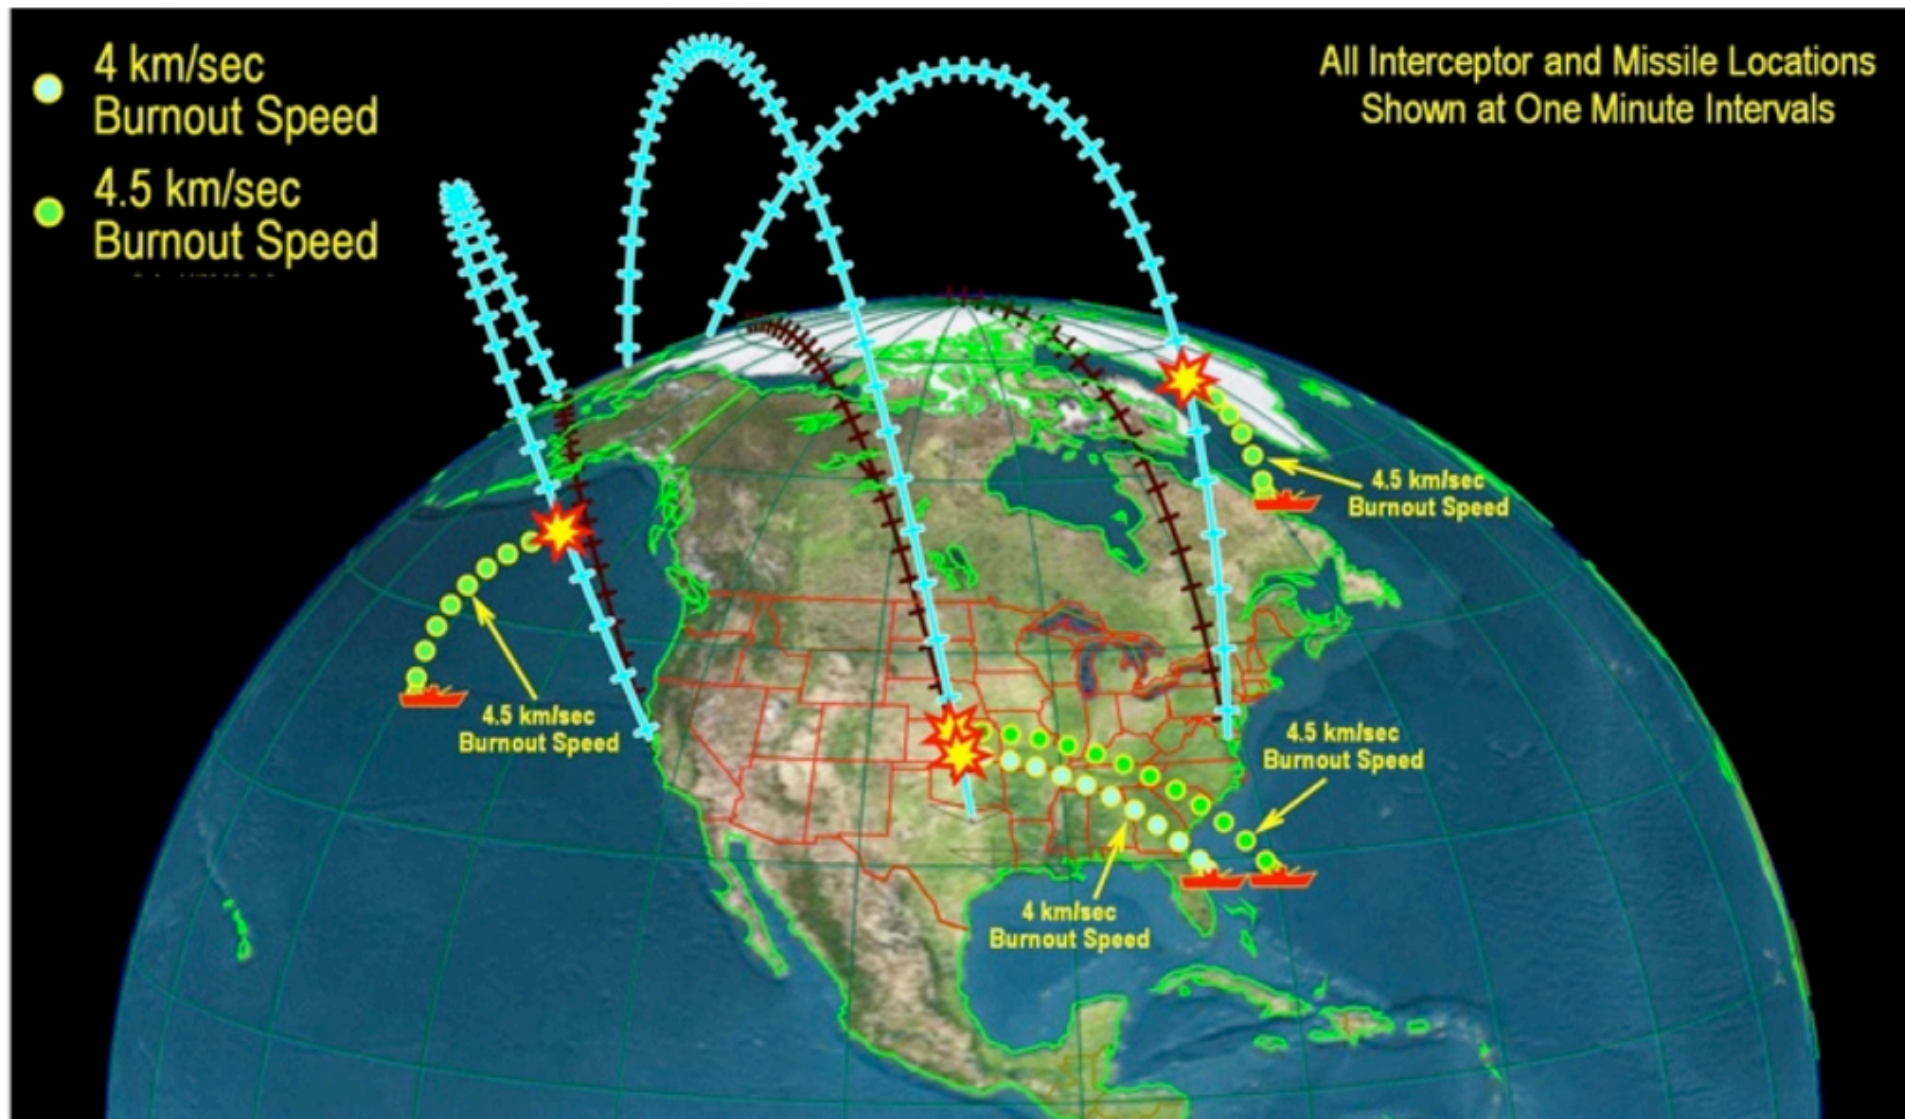 4 km/sec
Burnout Speed
4.5 km/sec
Burnout Speed
All Interceptor and Missile Locations
Shown at One Minute Intervals
4.5 km/sec
Burnout Speed
4.5 km/sec
Burnout Speed
4.5 km/sec
Burnout Speed
4 km/sec
Burnout Speed